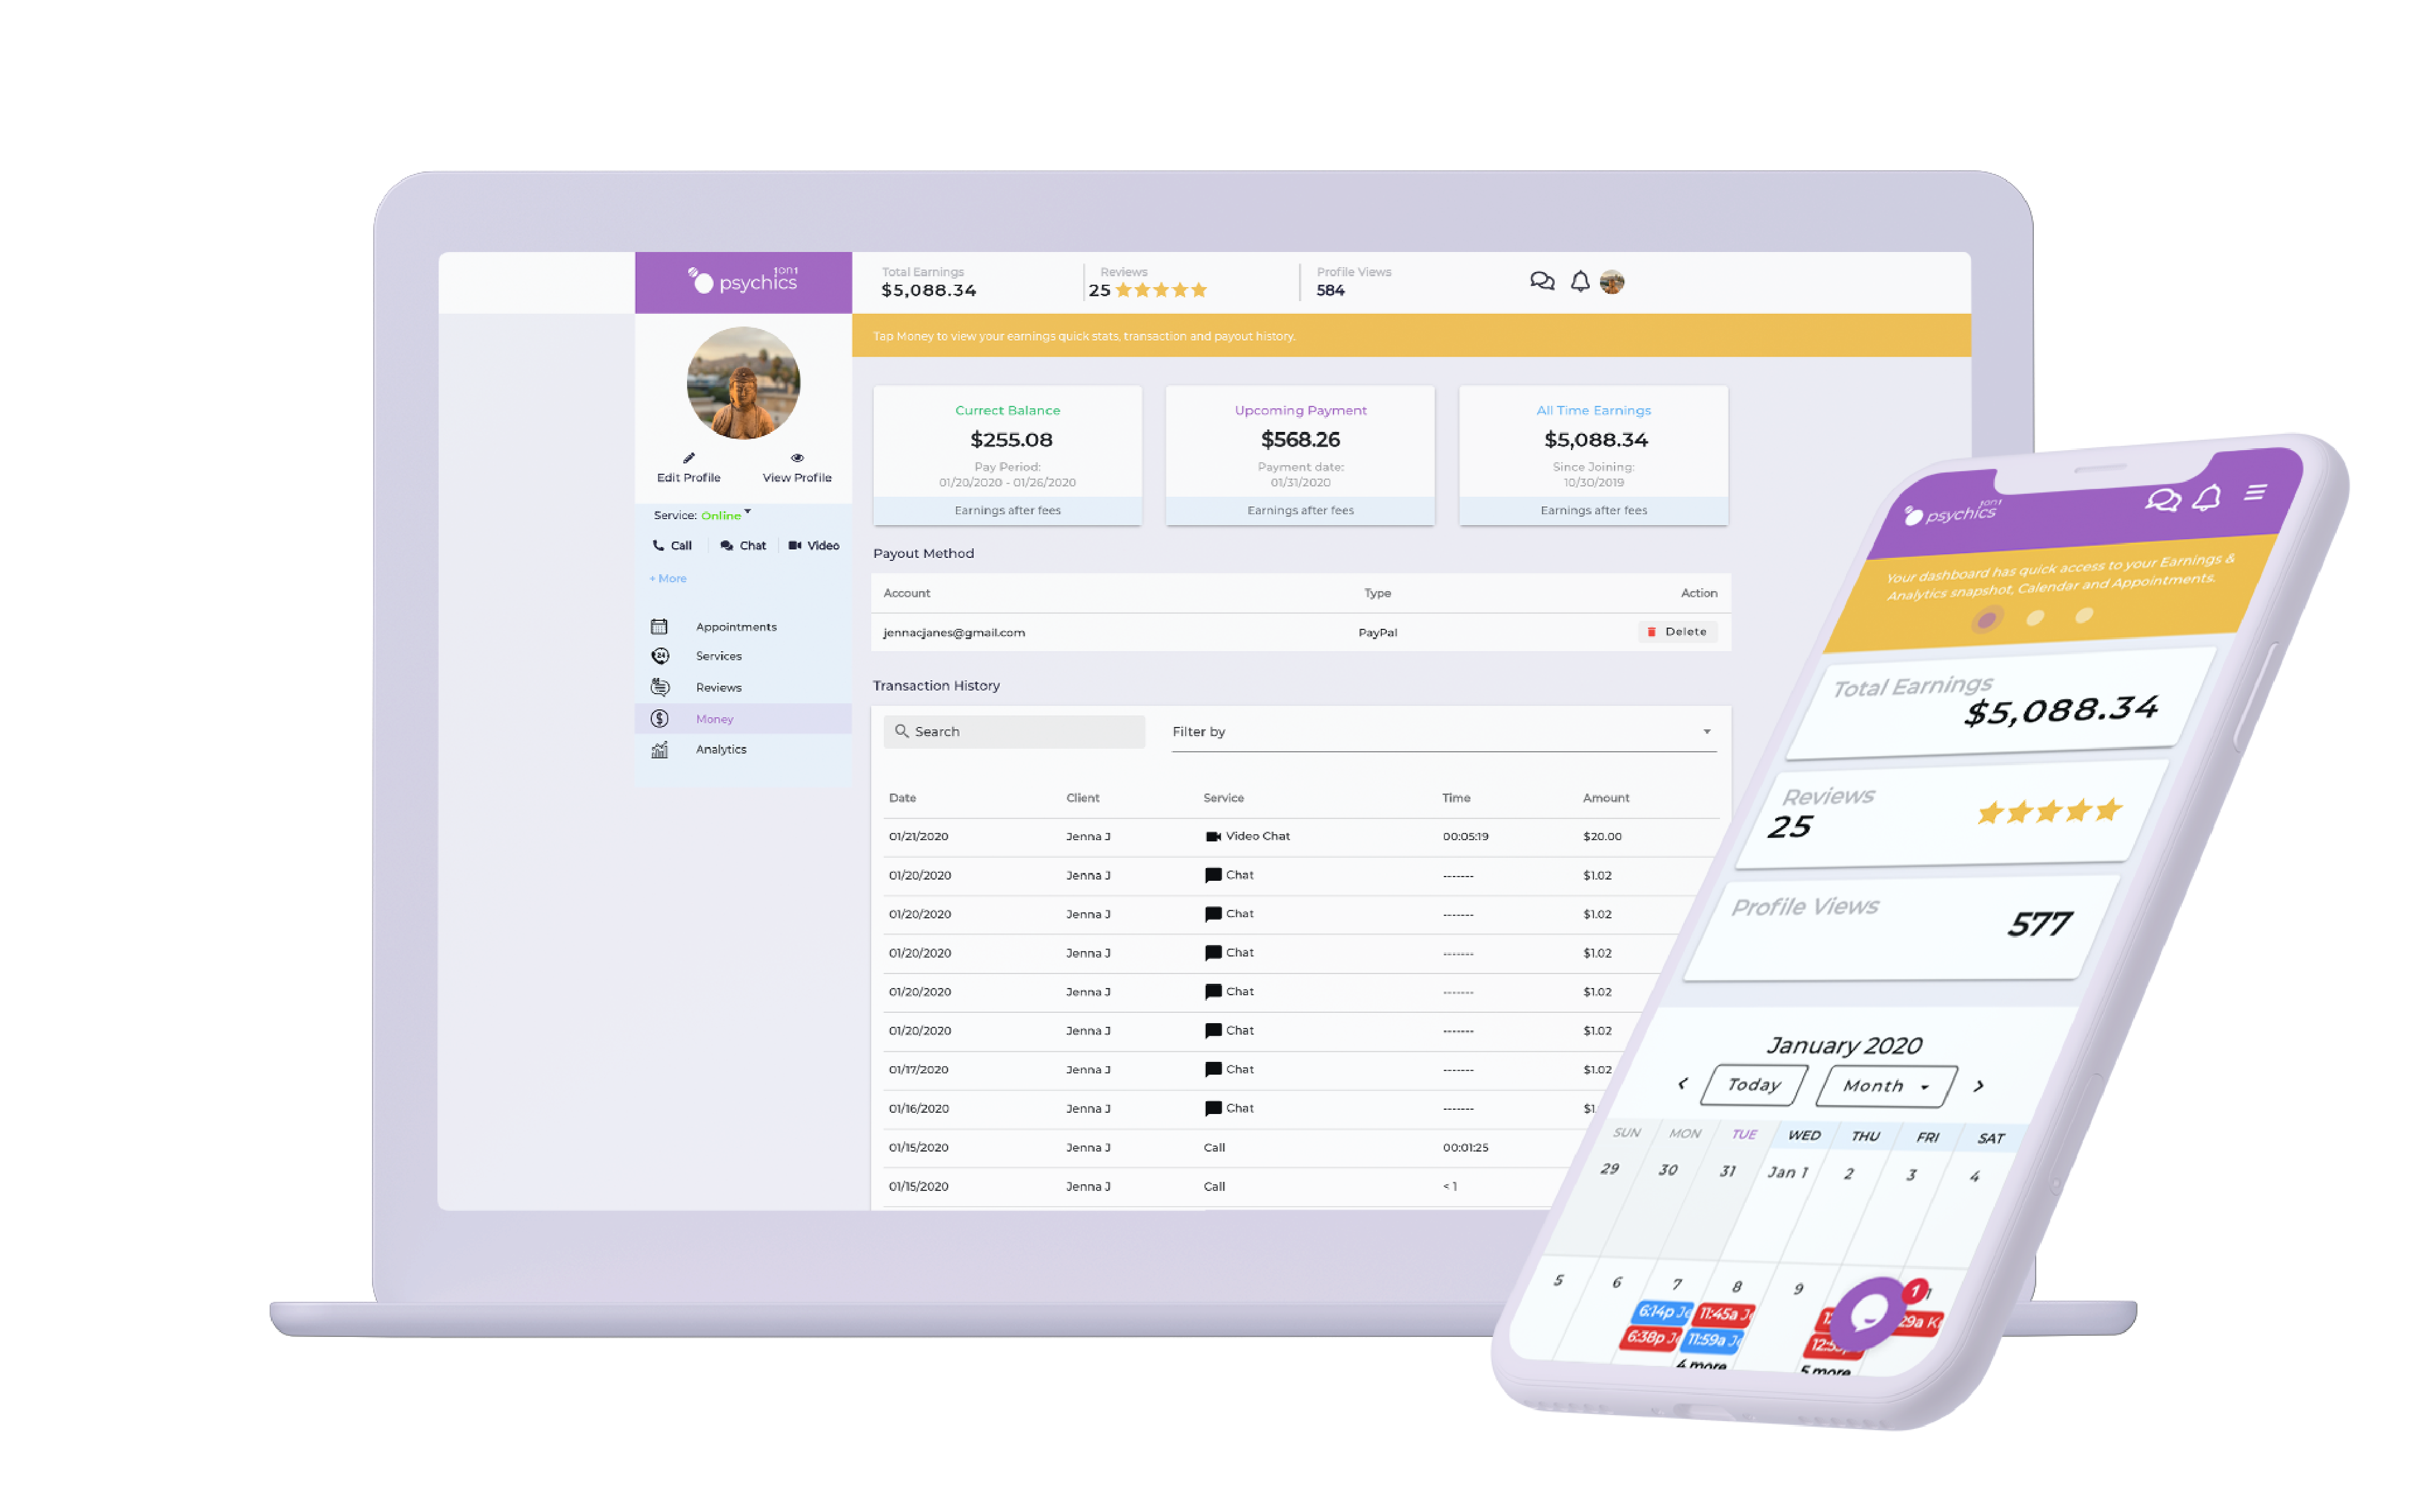 psychics 1on1
Total Earnings
$5,088.34
Reviews
25
Profile Views
584
Tap Money to view your earnings quick stats, transaction and payout history.
Edit Profile
View Profile
Service: Online
Call
Chat
Video
+ More
Appointments
Services
Reviews
Money
Analytics
Currect Balance
$255.08
Pay Period:
01/20/2020 - 01/26/2020
Earnings after fees
Upcoming Payment
$568.26
Payment date:
01/31/2020
Earnings after fees
All Time Earnings
$5,088.34
Since Joining:
10/30/2019
Earnings after fees
Payout Method
Account Type Action
jennacjanes@gmail.com PayPal Delete
Transaction History
Search
Filter by
Date Client Service Time Amount
01/21/2020 Jenna J Video Chat 00:05:19 $20.00
01/20/2020 Jenna J Chat ------- $1.02
01/20/2020 Jenna J Chat ------- $1.02
01/20/2020 Jenna J Chat ------- $1.02
01/20/2020 Jenna J Chat ------- $1.02
01/20/2020 Jenna J Chat ------- $1.02
01/17/2020 Jenna J Chat ------- $1.02
01/16/2020 Jenna J Chat ------- $1.
01/15/2020 Jenna J Call 00:01:25
01/15/2020 Jenna J Call < 1
psychics 1on1
Your dashboard has quick access to your Earnings &
Analytics snapshot, Calendar and Appointments.
Total Earnings
$5,088.34
Reviews
25
Profile Views
577
January 2020
Today
Month
SUN MON TUE WED THU FRI SAT
29 30 31 Jan 1 2 3 4
5 6 7 8 9
1
6:14p Je 11:45a J
6:38p J 11:59a J
29a K
4 more
5 more